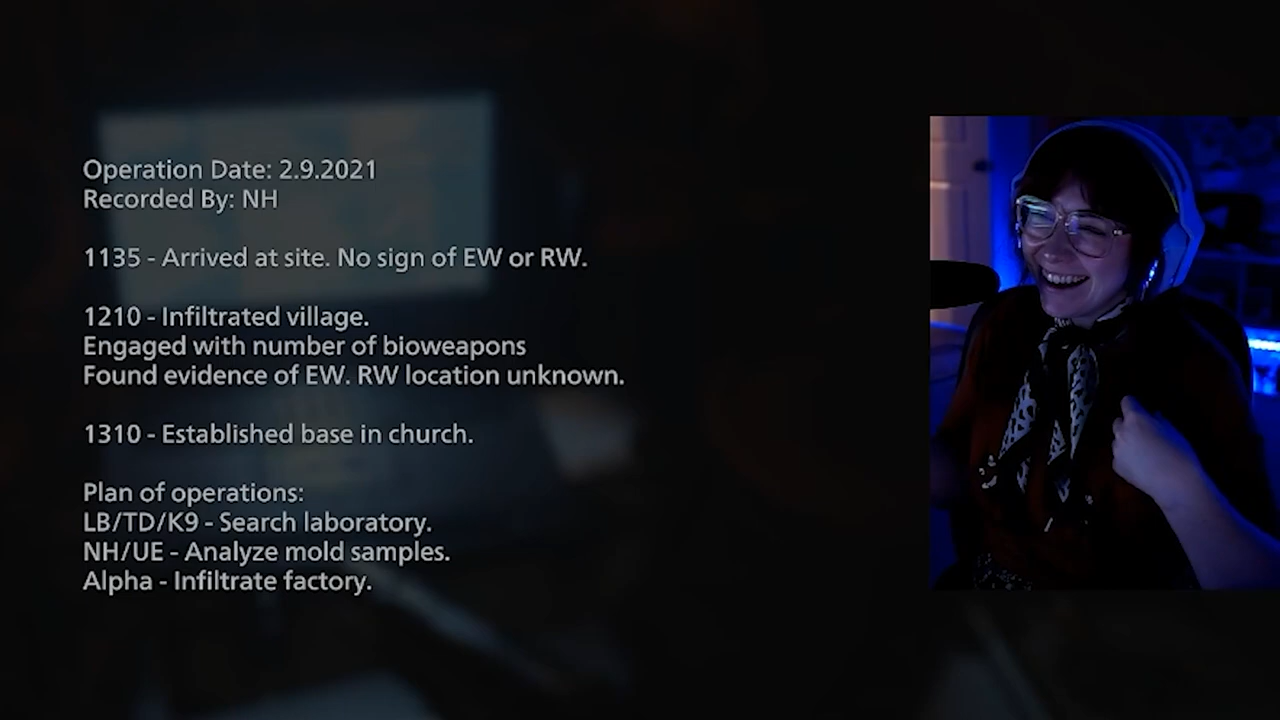 Operation Date: 2.9.2021
Recorded By: NH
1135 - Arrived at site. No sign of EW or RW.
1210 - Infiltrated village.
Engaged with number of bioweapons
Found evidence of EW. RW location unknown.
1310 - Established base in church.
Plan of operations:
LB/TD/K9 - Search laboratory.
NH/UE - Analyze mold samples.
Alpha - Infiltrate factory.